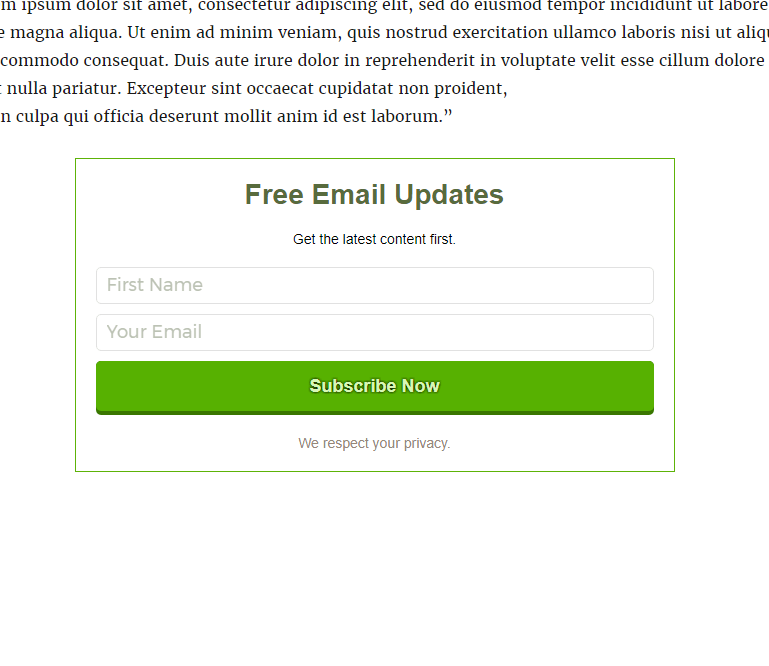 ipsum dolor sit amet, consectetur adipiscing elit, sed do eiusmod tempor incididunt ut labore
magna aliqua. Ut enim ad minim veniam, quis nostrud exercitation ullamco laboris nisi ut
commodo consequat. Duis aute irure dolor in reprehenderit in voluptate velit esse cillum dolore
nulla pariatur. Excepteur sint occaecat cupidatat non proident,
culpa qui officia deserunt mollit anim id est laborum.”
Free Email Updates
Get the latest content first.
First Name
Your Email
Subscribe Now
We respect your privacy.